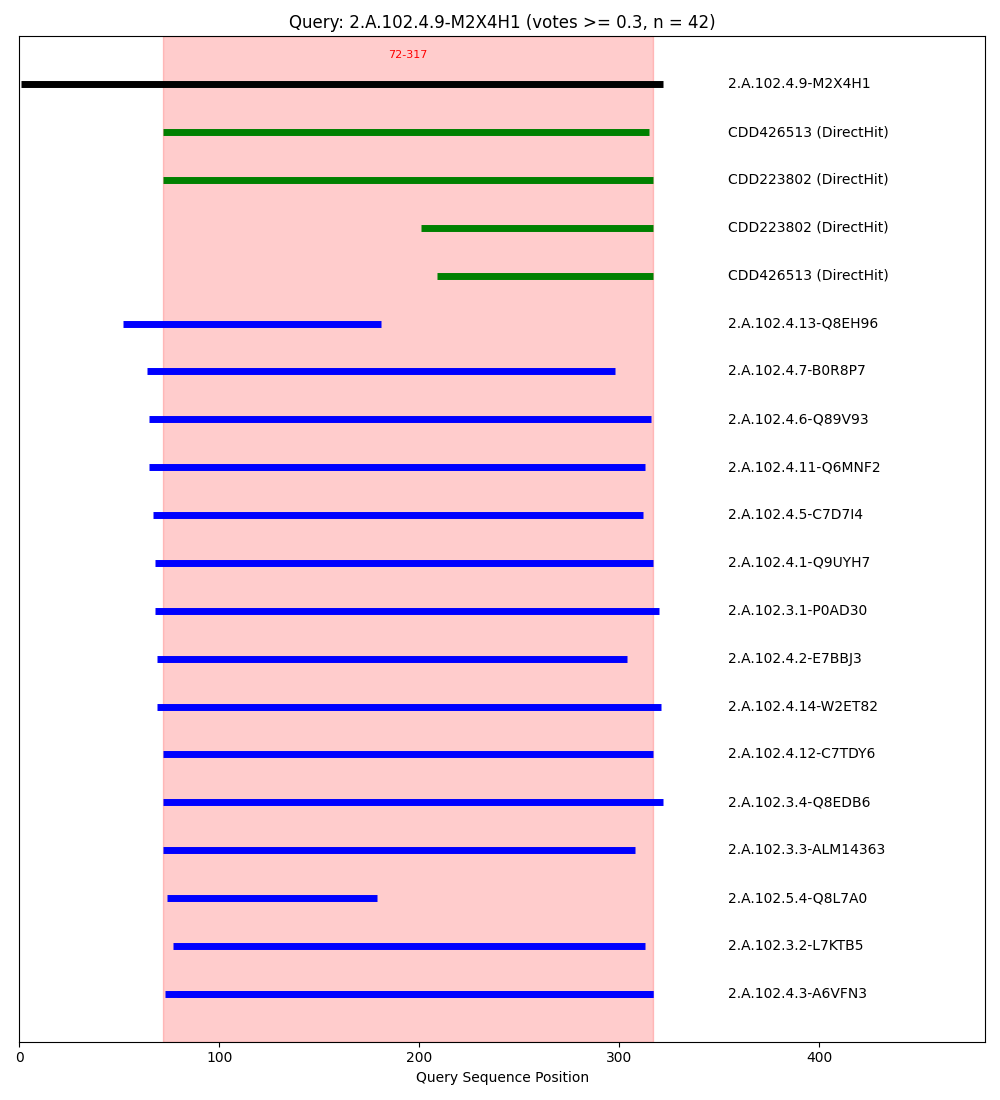 Query: 2.A.102.4.9-M2X4H1 (votes >= 0.3, n = 42)
72-317
2.A.102.4.9-M2X4H1
CDD426513 (DirectHit)
CDD223802 (DirectHit)
CDD223802 (DirectHit)
CDD426513 (DirectHit)
2.A.102.4.13-Q8EH96
2.A.102.4.7-B0R8P7
2.A.102.4.6-Q89V93
2.A.102.4.11-Q6MNF2
2.A.102.4.5-C7D7I4
2.A.102.4.1-Q9UYH7
2.A.102.3.1-P0AD30
2.A.102.4.2-E7BBJ3
2.A.102.4.14-W2ET82
2.A.102.4.12-C7TDY6
2.A.102.3.4-Q8EDB6
2.A.102.3.3-ALM14363
2.A.102.5.4-Q8L7A0
2.A.102.3.2-L7KTB5
2.A.102.4.3-A6VFN3
0 100 200 300 400
Query Sequence Position